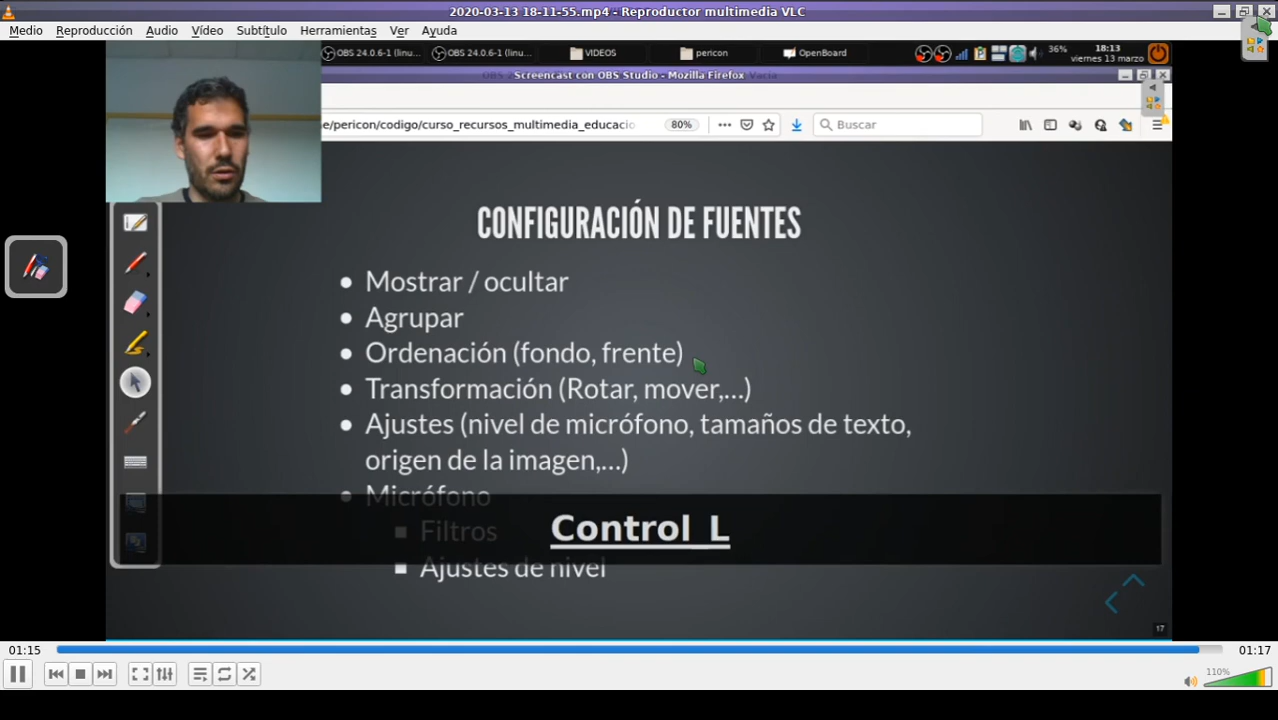 2020-03-13 18-11-55.mp4 - Reproductor multimedia VLC
Medio Reproducción Audio Vídeo Subtítulo Herramientas Ver Ayuda
OBS 24.0.6-1 (linu... OBS 24.0.6-1 (linu... VIDEOS pericon OpenBoard 36% 18:13
viernes 13 marzo
Screencast con OBS Studio - Mozilla Firefox
e/pericon/codigo/curso_recursos_multimedia_educacio 80% Buscar
CONFIGURACIÓN DE FUENTES
• Mostrar / ocultar
• Agrupar
• Ordenación (fondo, frente)
• Transformación (Rotar, mover,...)
• Ajustes (nivel de micrófono, tamaños de texto,
origen de la imagen,...)
• Micrófono
▪ Filtros
Control_L
▪ Ajustes de nivel
17
01:15 01:17
110%